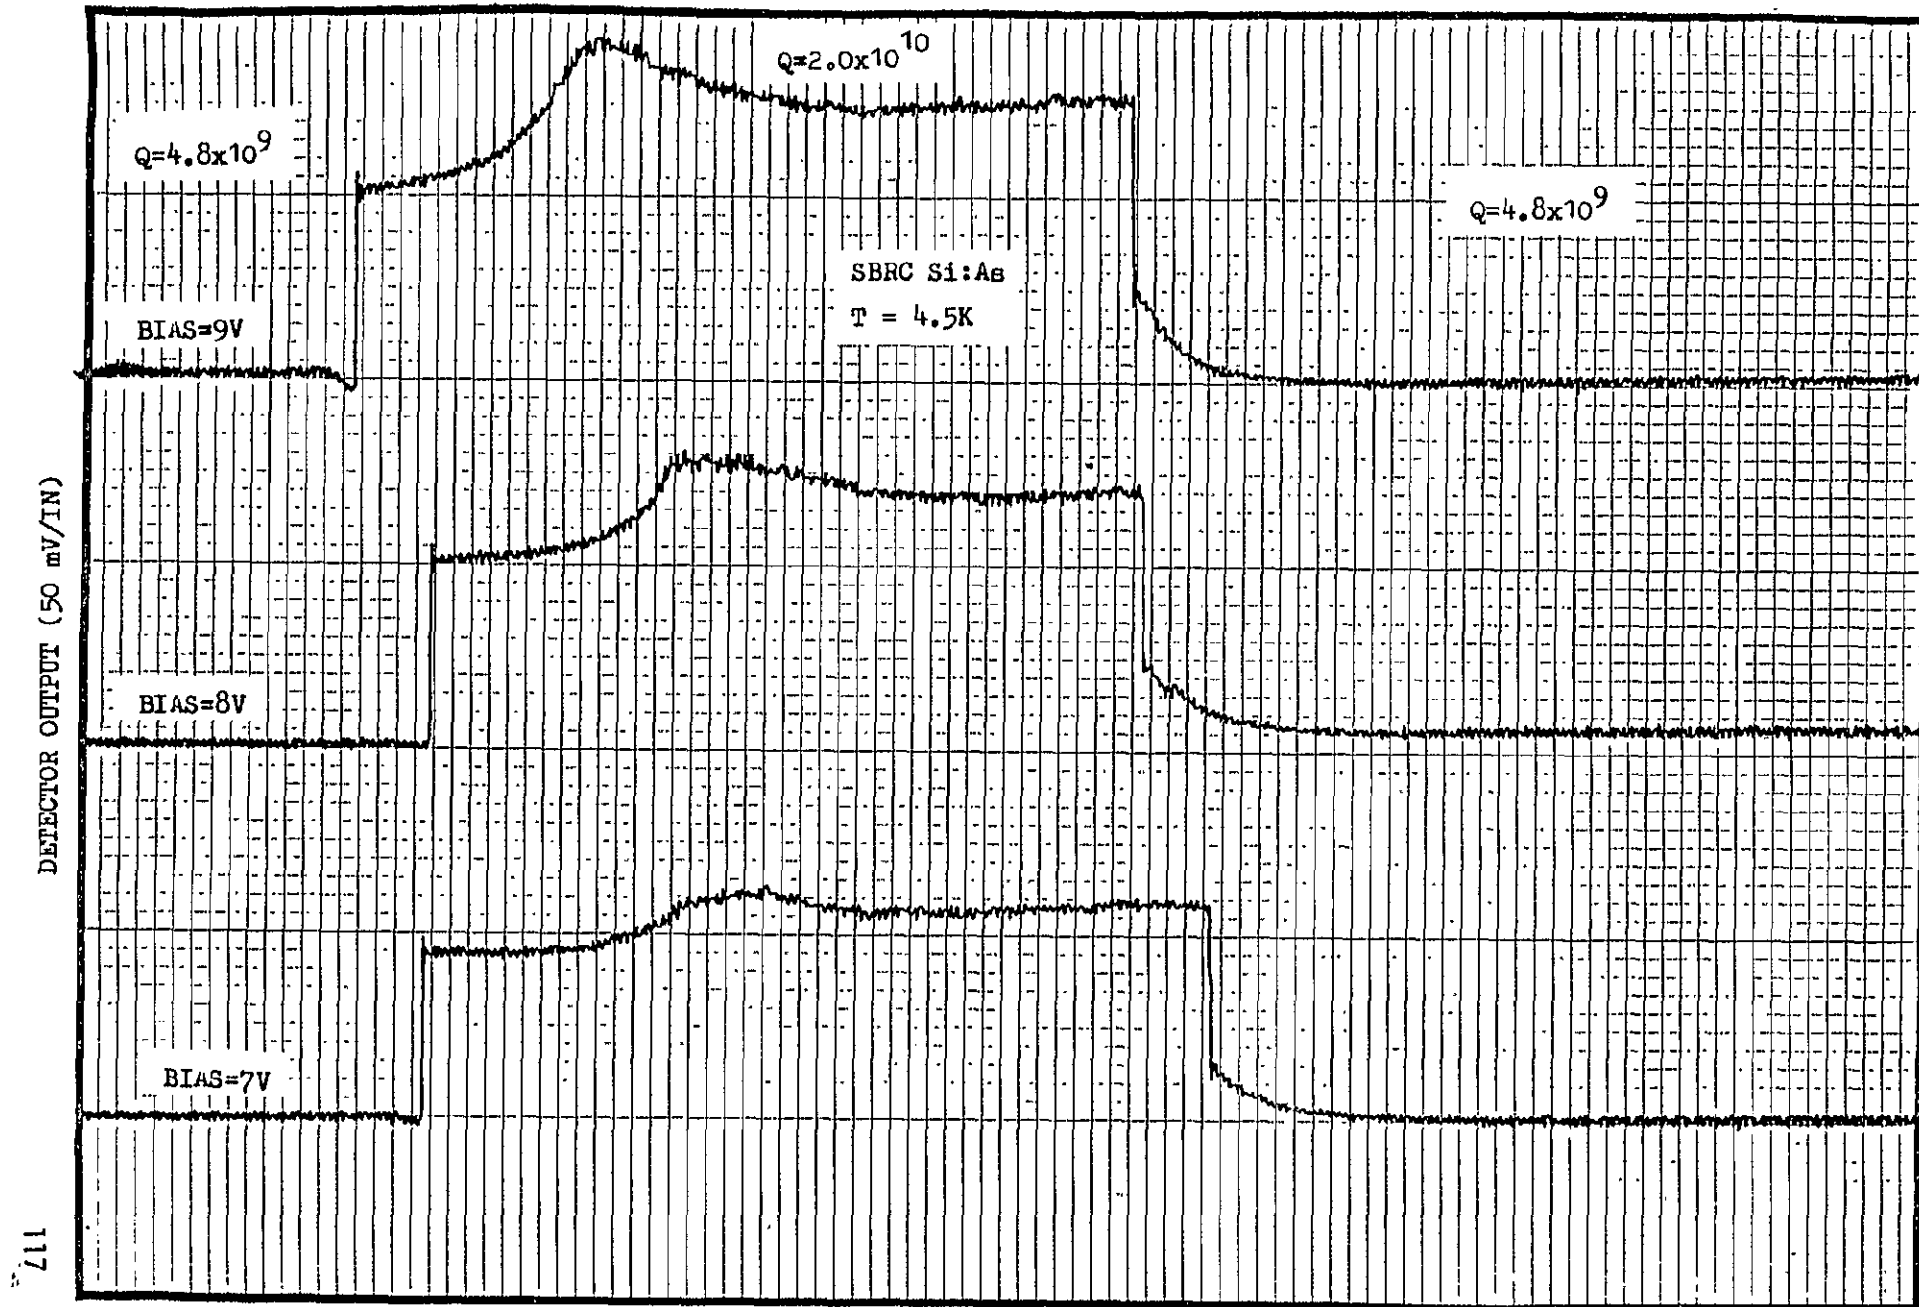 Q=2.0x10^10
Q=4.8x10^9
Q=4.8x10^9
SBRC Si:As
T = 4.5K
BIAS=9V
BIAS=8V
BIAS=7V
DETECTOR OUTPUT (50 mV/IN)
117